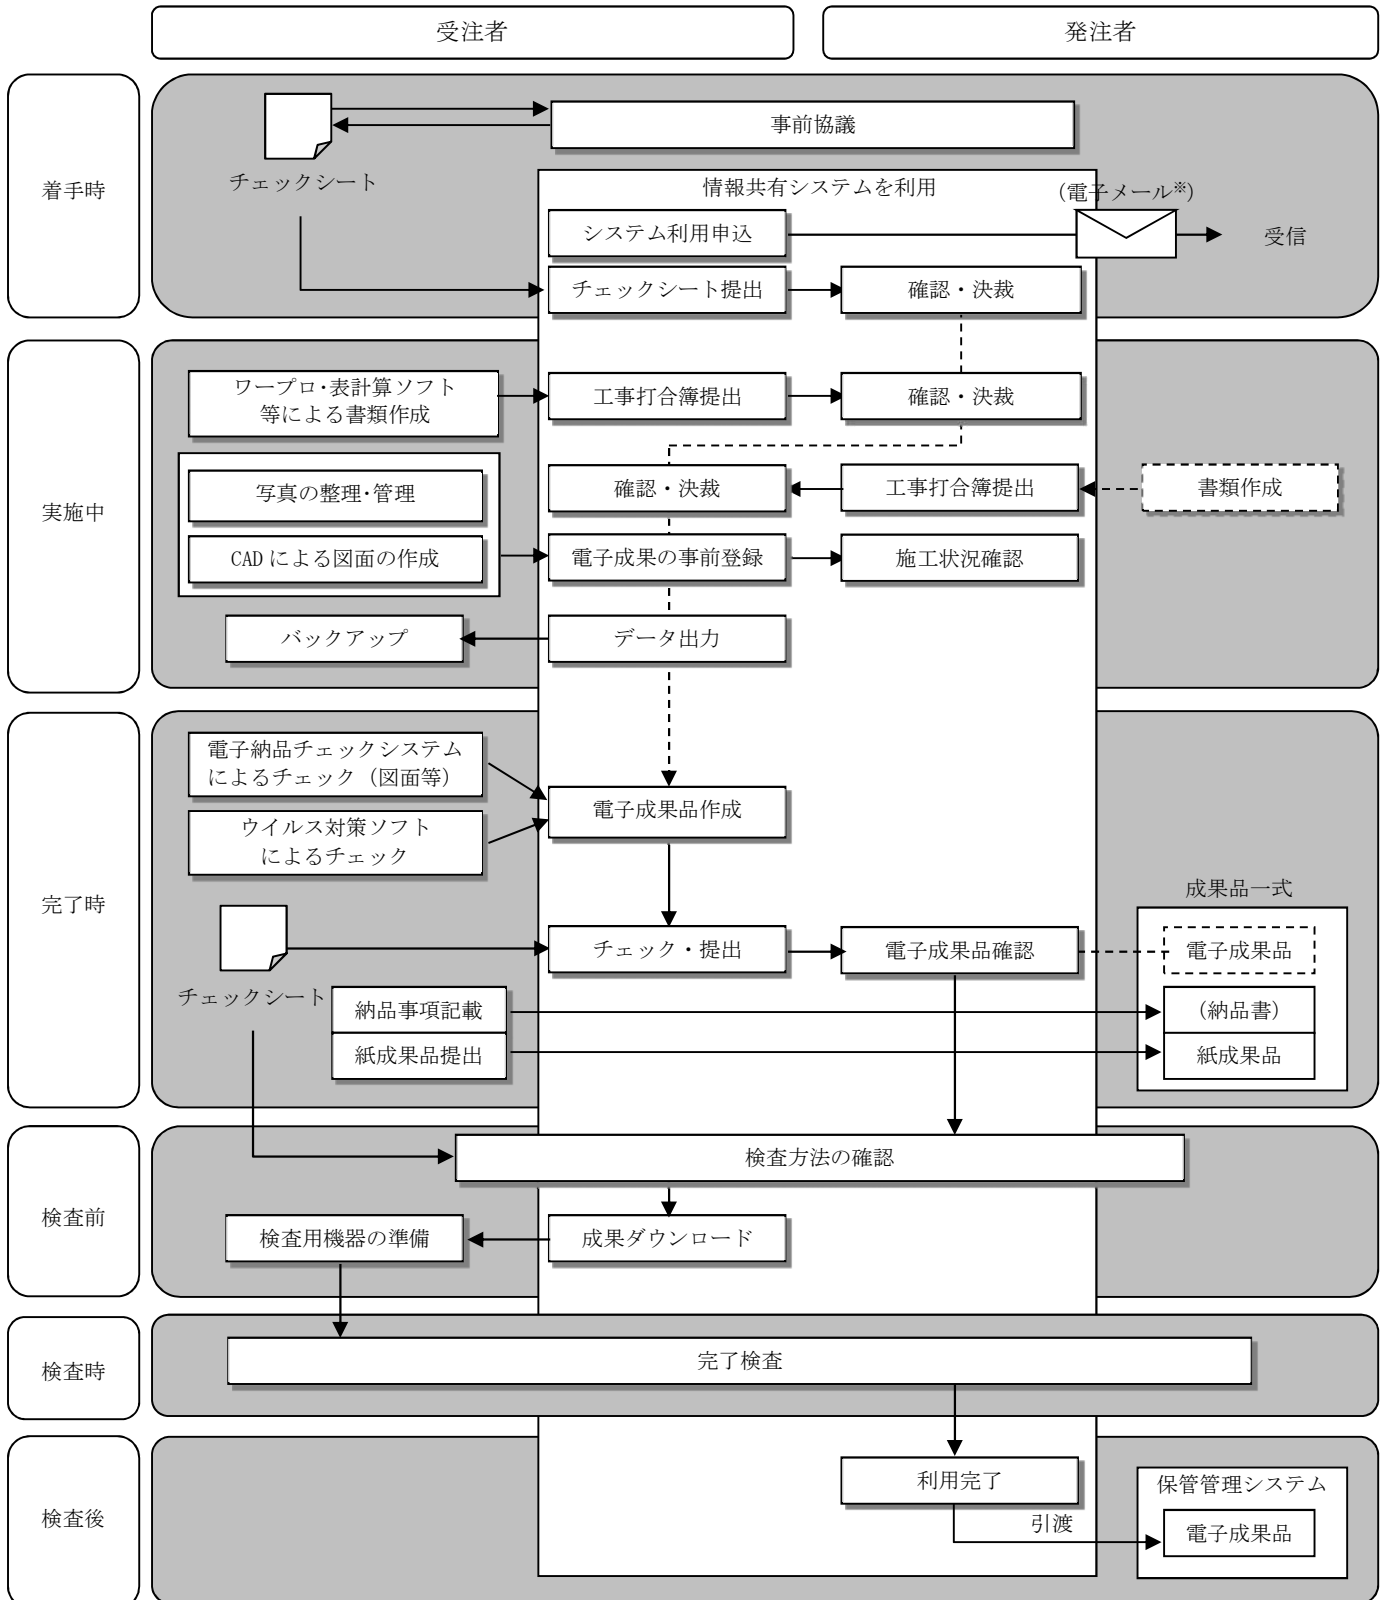 受注者
発注者
着手時
事前協議
チェックシート
情報共有システムを利用
(電子メール※)
システム利用申込
受信
チェックシート提出
確認・決裁
実施中
ワープロ・表計算ソフト
等による書類作成
工事打合簿提出
確認・決裁
写真の整理・管理
確認・決裁
工事打合簿提出
書類作成
CADによる図面の作成
電子成果の事前登録
施工状況確認
バックアップ
データ出力
完了時
電子納品チェックシステム
によるチェック（図面等）
電子成果品作成
ウイルス対策ソフト
によるチェック
成果品一式
チェック・提出
電子成果品確認
電子成果品
チェックシート
納品事項記載
（納品書）
紙成果品提出
紙成果品
検査前
検査方法の確認
検査用機器の準備
成果ダウンロード
検査時
完了検査
検査後
利用完了
保管管理システム
引渡
電子成果品